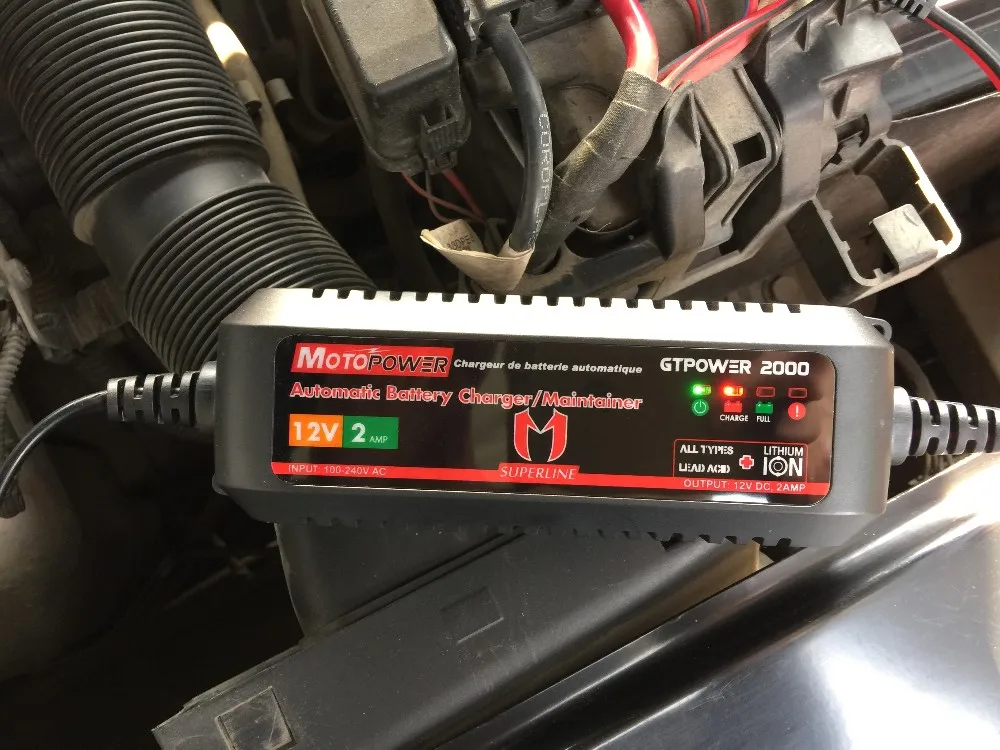 MOTOPOWER Chargeur de batterie automatique
GTPOWER 2000
Automatic Battery Charger/Maintainer
CHARGE FULL
12V 2 AMP
SUPERLINE
ALL TYPES LEAD ACID + LITHIUM ION
INPUT: 100-240V AC
OUTPUT: 12V DC, 2AMP